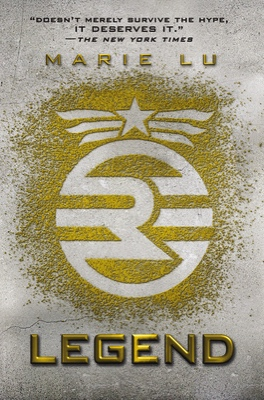 "DOESN'T MERELY SURVIVE THE HYPE,
IT DESERVES IT."
—THE NEW YORK TIMES
MARIE LU
R
LEGEND